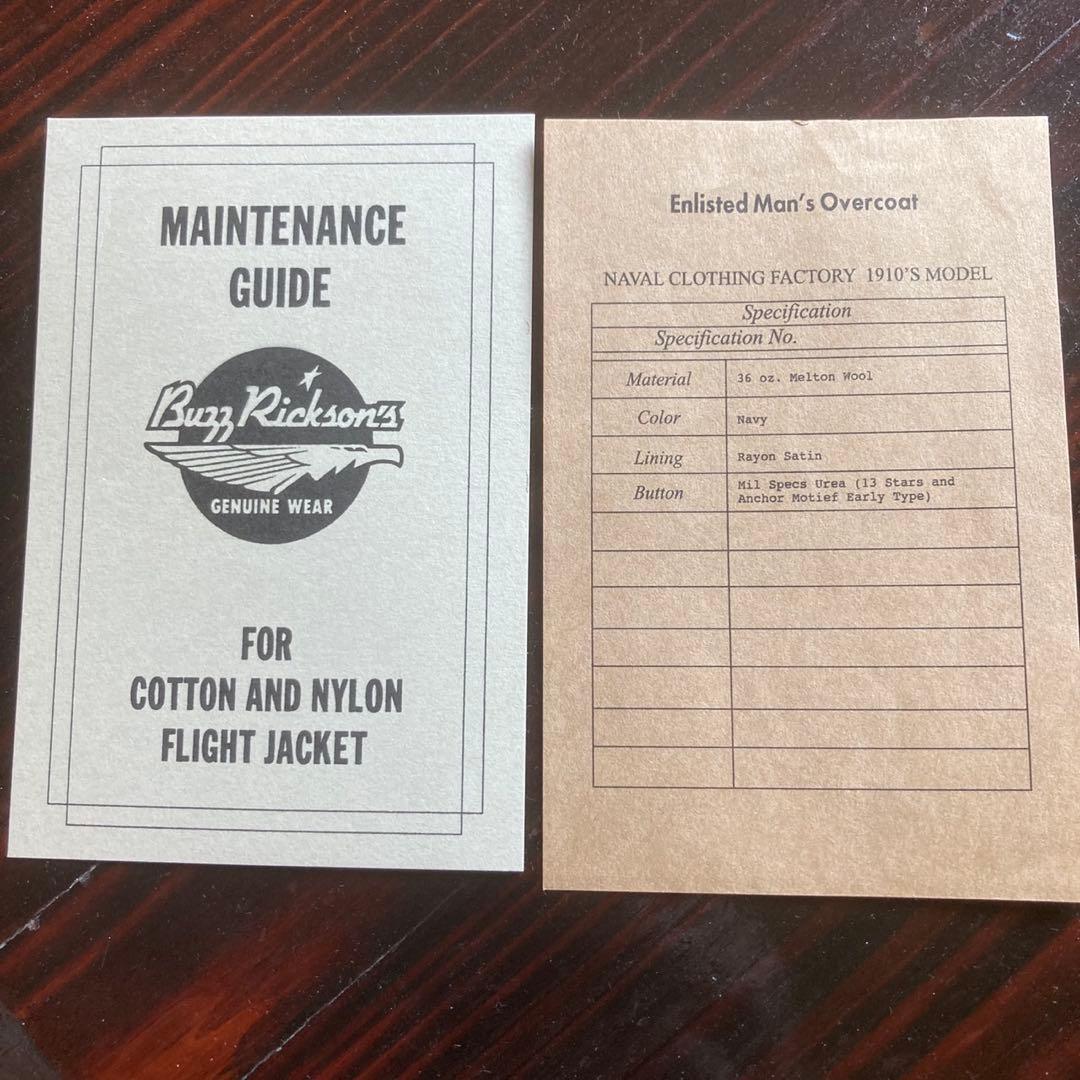 MAINTENANCE
GUIDE
Buzz Rickson's
GENUINE WEAR
FOR
COTTON AND NYLON
FLIGHT JACKET
Enlisted Man's Overcoat
NAVAL CLOTHING FACTORY 1910'S MODEL
Specification
Specification No.
Material 36 oz. Melton Wool
Color Navy
Lining Rayon Satin
Button Mil Specs Urea (13 Stars and
Anchor Motief Early Type)